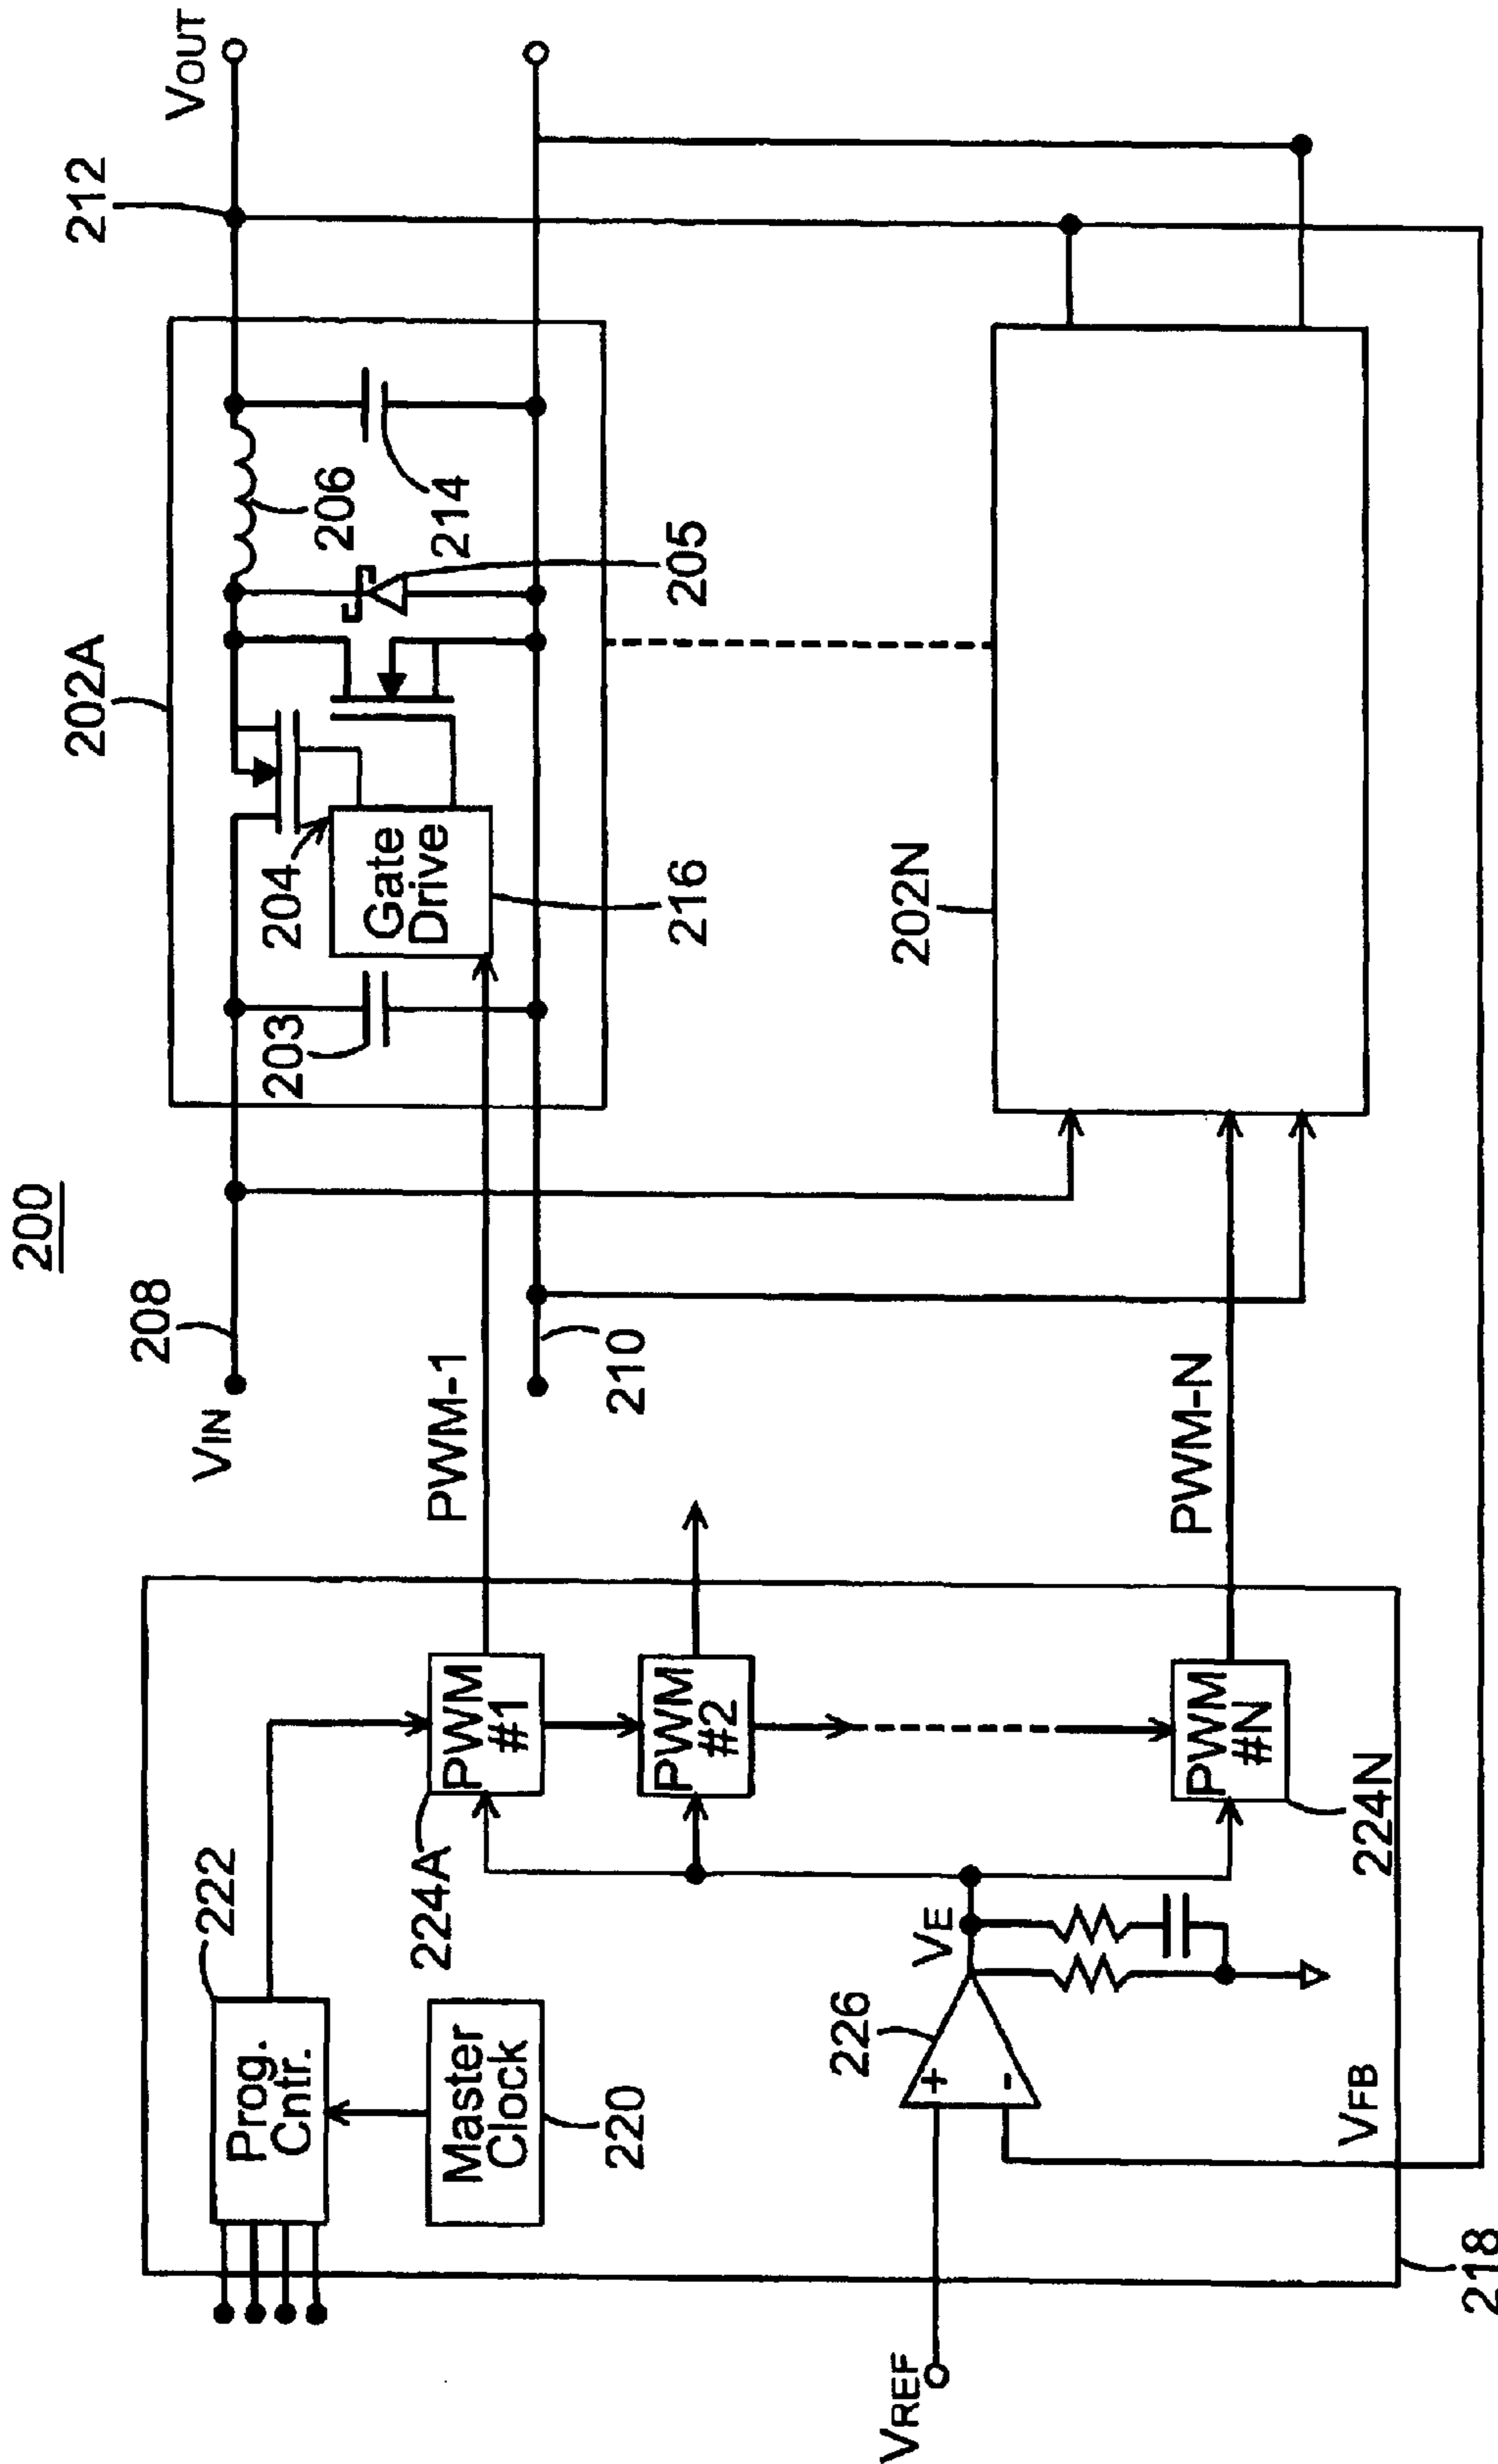 200
VIN
208
210
202A
203
204
Gate
Drive
216
205
206
214
212
VOUT
PWM-1
PWM-N
202N
222
Prog.
Cntr.
Master
Clock
220
PWM
#1
224A
PWM
#2
PWM
#N
224N
VE
226
+
-
VREF
VFB
218